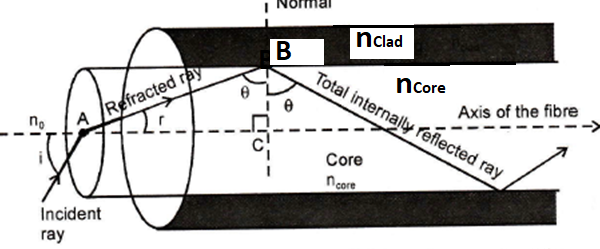 Normal
B
nClad
nCore
Refracted ray
θ
θ
Total internally reflected ray
n₀
A
r
i
C
Axis of the fibre
Core
ncore
Incident
ray